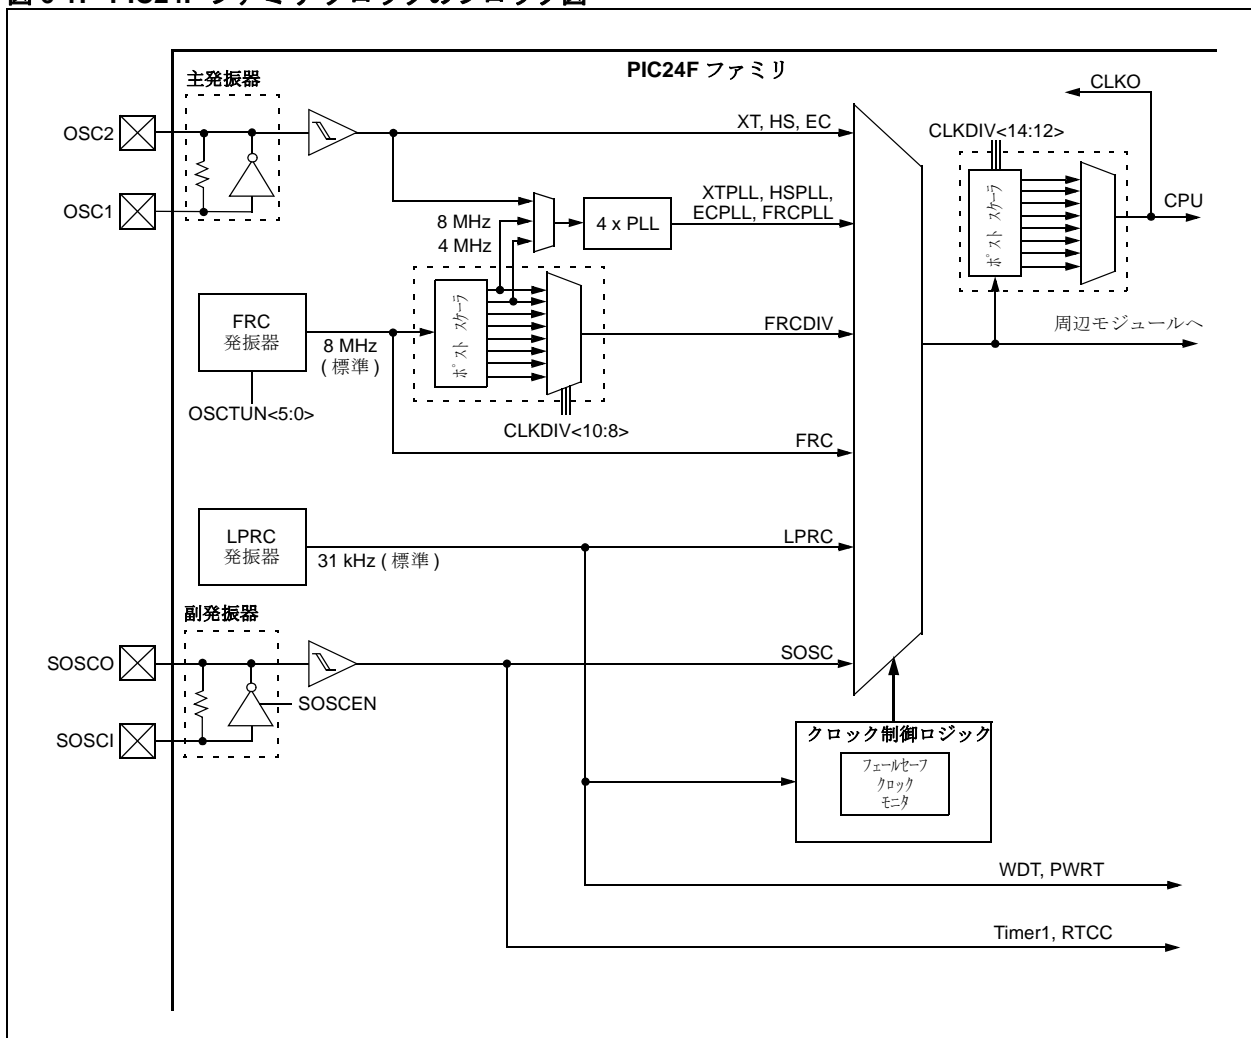 PIC24F ファミリ
主発振器
OSC2
OSC1
XT, HS, EC
CLKO
CLKDIV<14:12>
ポスト スケーラ
CPU
8 MHz
4 MHz
4 x PLL
XTPLL, HSPLL,
ECPLL, FRCPLL
FRC
発振器
8 MHz
( 標準 )
ポスト スケーラ
FRCDIV
周辺モジュールへ
OSCTUN<5:0>
CLKDIV<10:8>
FRC
LPRC
発振器
31 kHz ( 標準 )
LPRC
副発振器
SOSCO
SOSCI
SOSCEN
SOSC
クロック制御ロジック
フェールセーフ
クロック
モニタ
WDT, PWRT
Timer1, RTCC